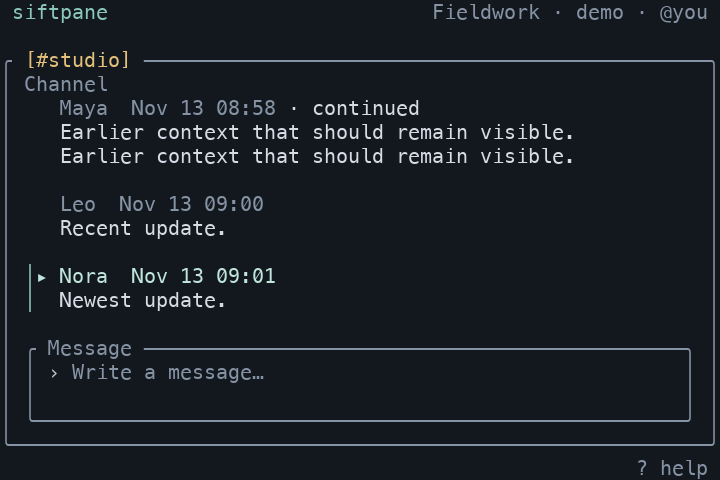 siftpane
Fieldwork · demo · @you
[#studio]
Channel
Maya  Nov 13 08:58 · continued
Earlier context that should remain visible.
Earlier context that should remain visible.
Leo  Nov 13 09:00
Recent update.
▸ Nora  Nov 13 09:01
Newest update.
Message
› Write a message…
? help